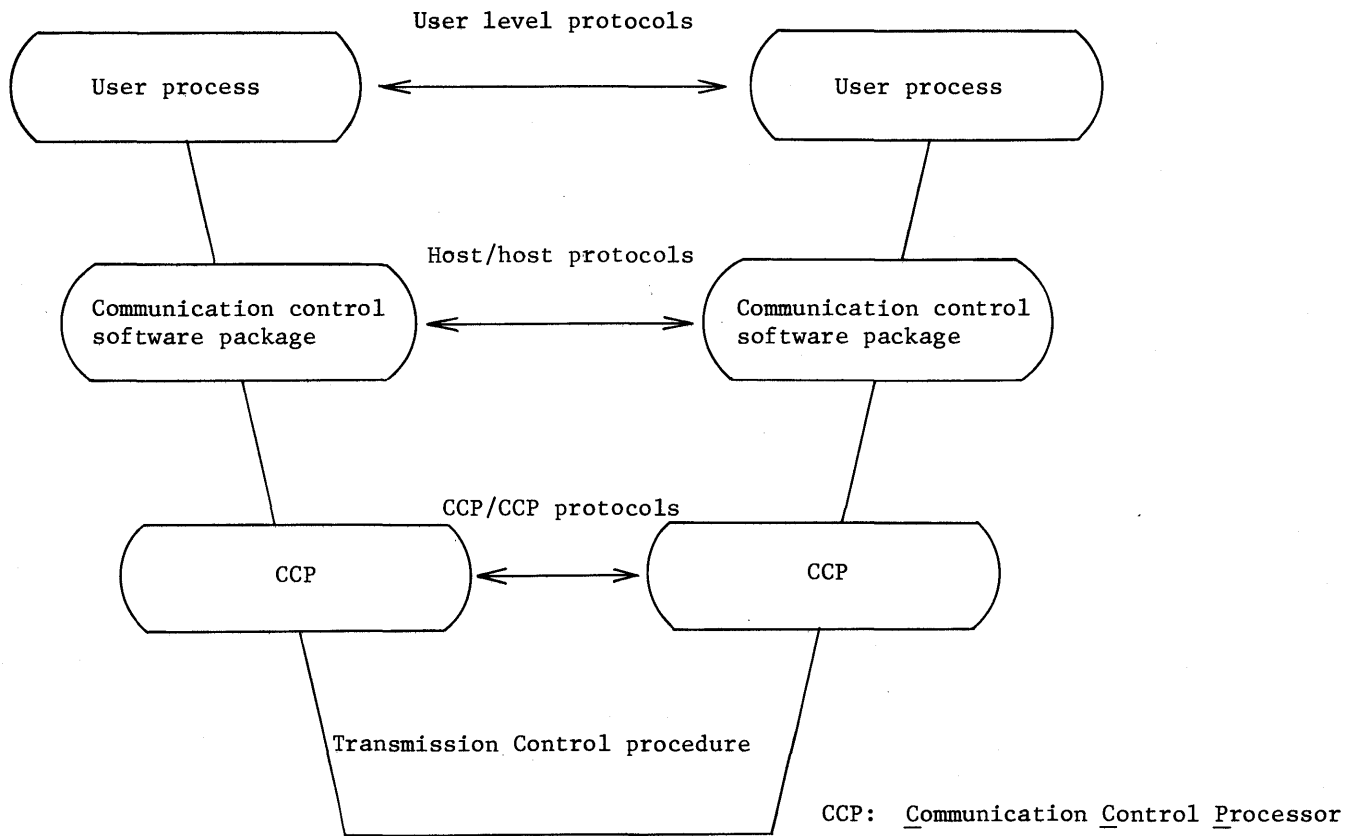 User level protocols
User process
User process
Host/host protocols
Communication control
software package
Communication control
software package
CCP/CCP protocols
CCP
CCP
Transmission Control procedure
CCP: Communication Control Processor